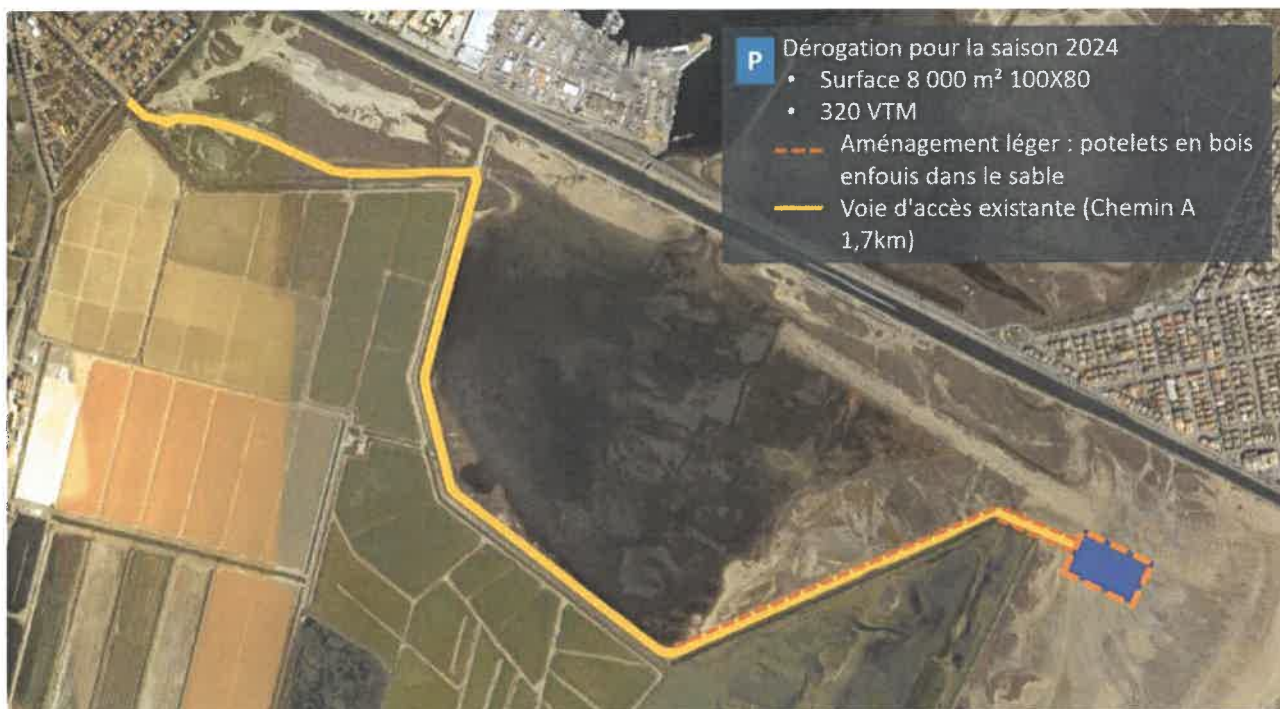 P Dérogation pour la saison 2024
• Surface 8 000 m² 100X80
• 320 VTM
Aménagement léger : potelets en bois
enfouis dans le sable
Voie d'accès existante (Chemin A
1,7km)